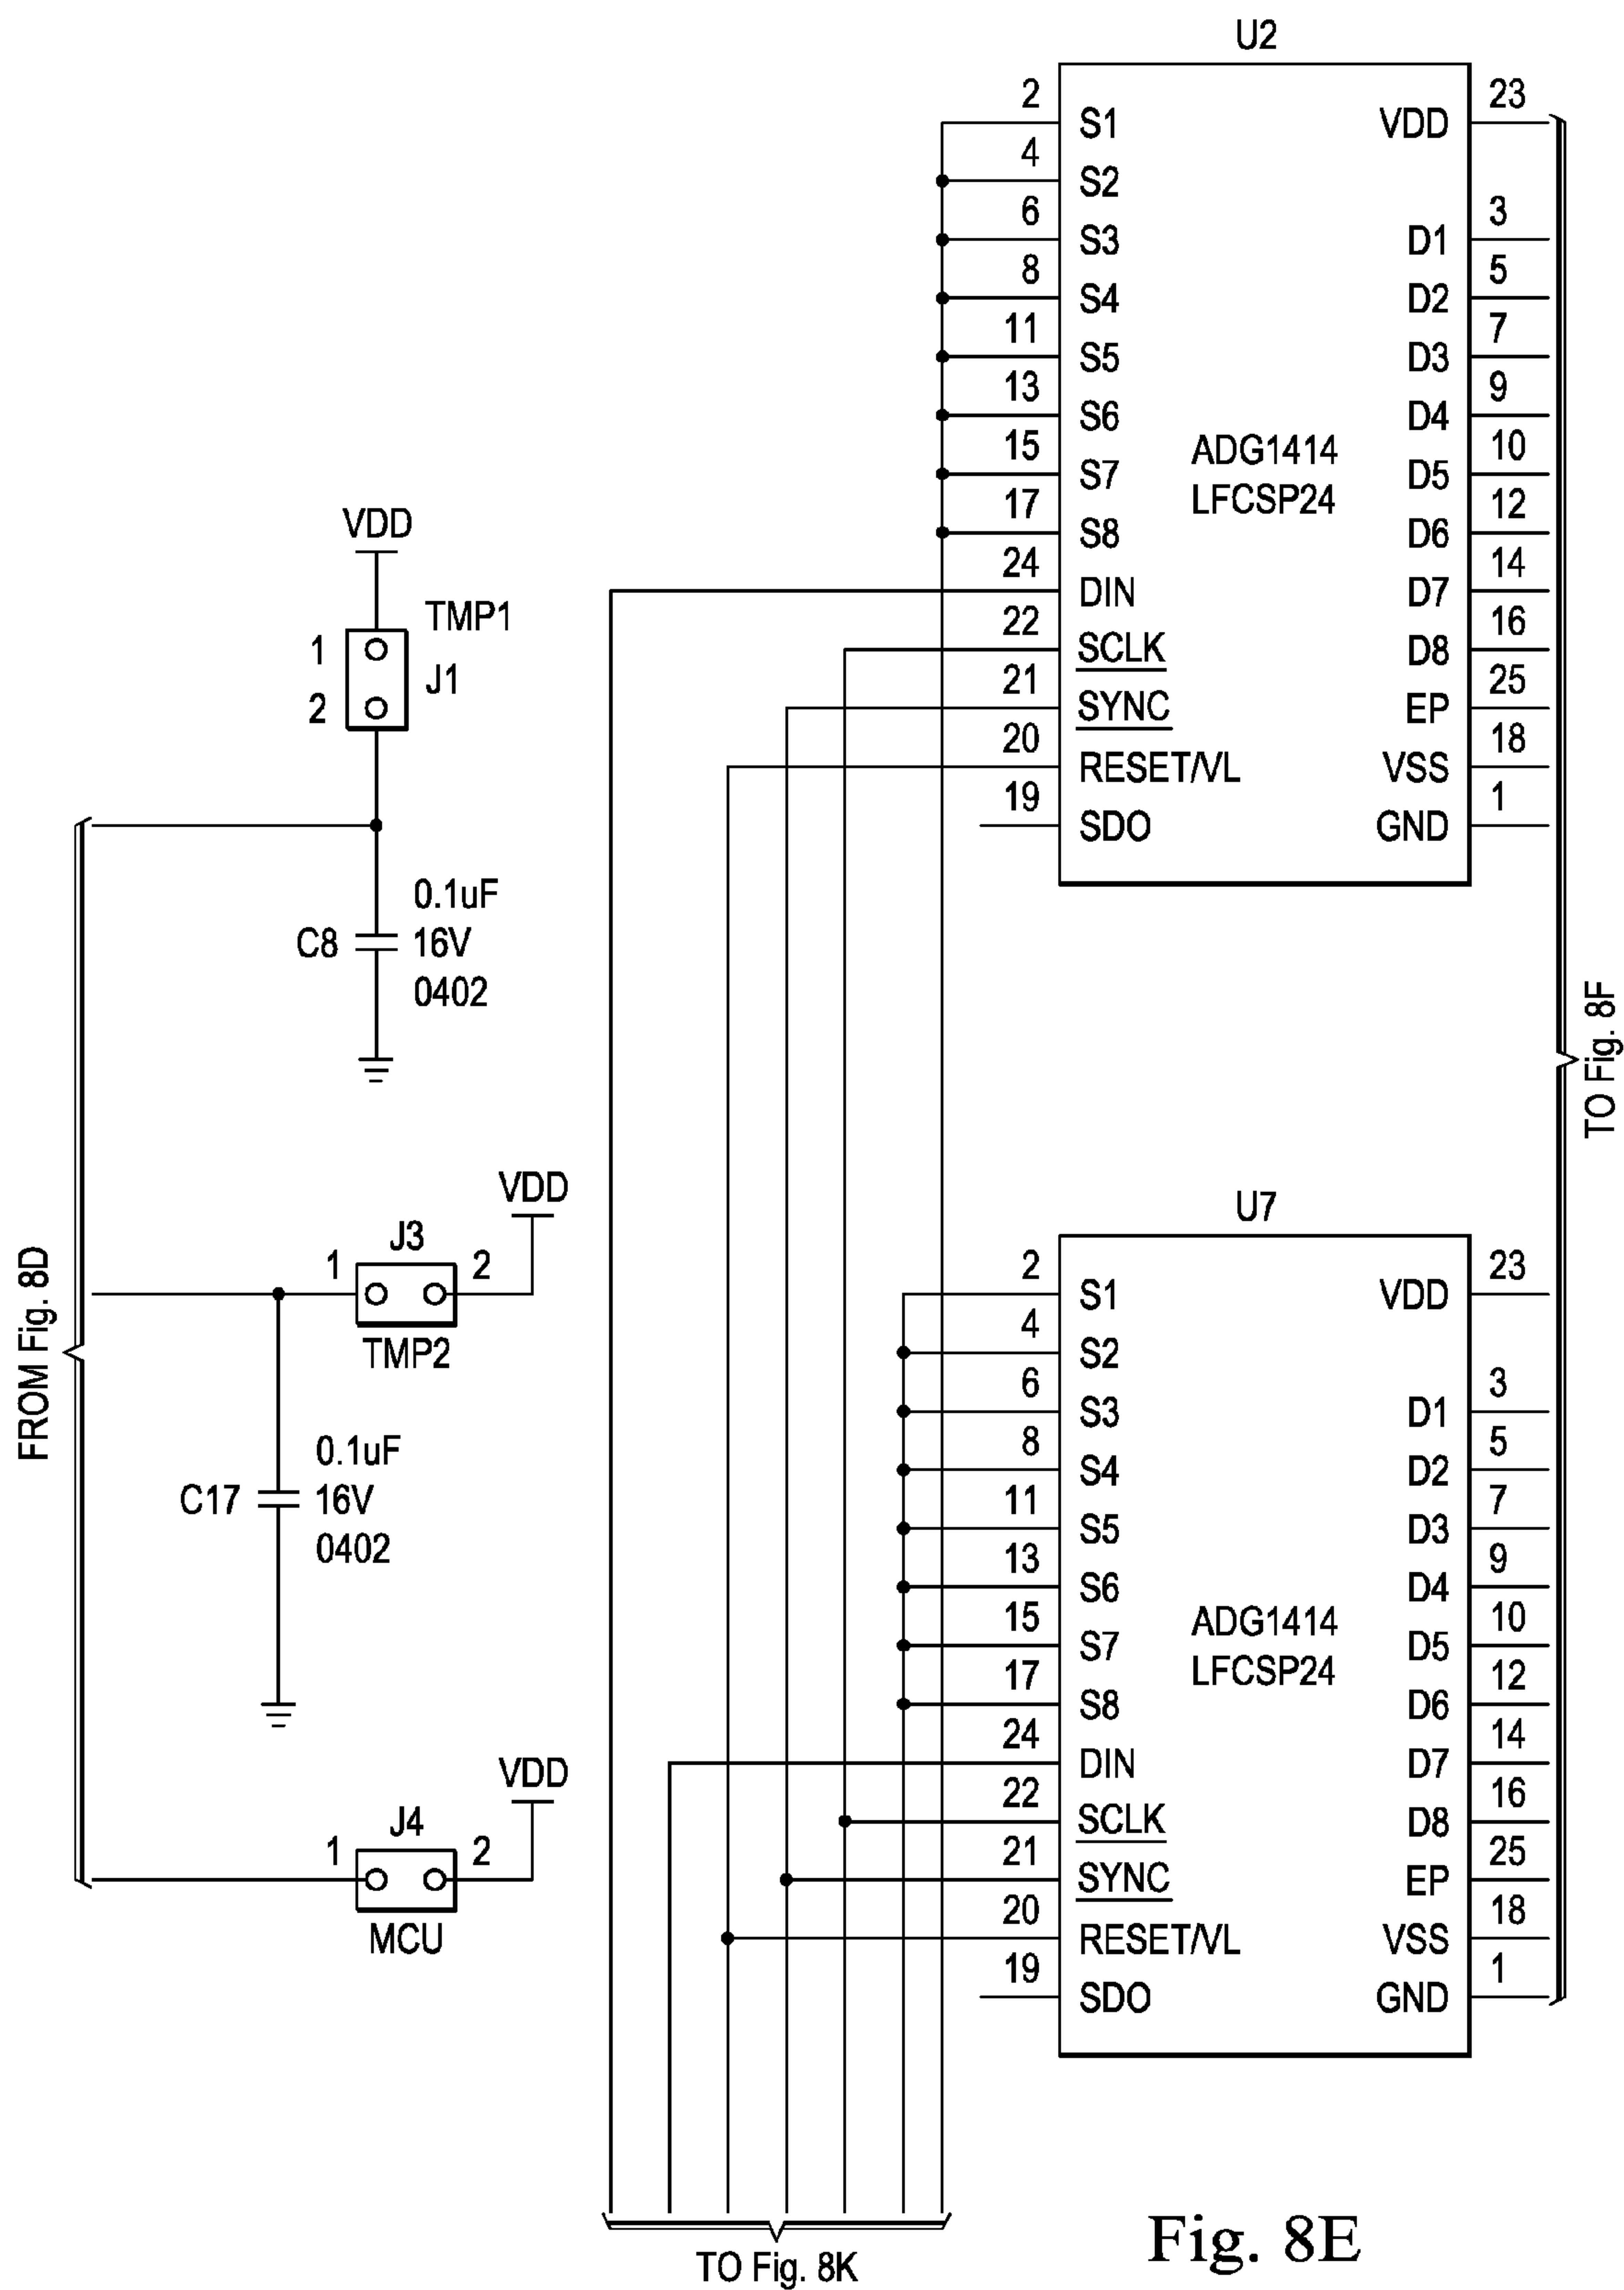 U2
2 S1 VDD 23
4 S2
6 S3 D1 3
8 S4 D2 5
11 S5 D3 7
13 S6 D4 9
15 S7 D5 10
17 S8 D6 12
24 DIN D7 14
22 SCLK D8 16
21 SYNC EP 25
20 RESET/VL VSS 18
19 SDO GND 1
ADG1414
LFCSP24
VDD
TMP1
1
J1
2
0.1uF
C8 16V
0402
VDD
J3
1 2
TMP2
0.1uF
C17 16V
0402
VDD
J4
1 2
MCU
FROM Fig. 8D
U7
2 S1 VDD 23
4 S2
6 S3 D1 3
8 S4 D2 5
11 S5 D3 7
13 S6 D4 9
15 S7 D5 10
17 S8 D6 12
24 DIN D7 14
22 SCLK D8 16
21 SYNC EP 25
20 RESET/VL VSS 18
19 SDO GND 1
ADG1414
LFCSP24
TO Fig. 8F
TO Fig. 8K
Fig. 8E